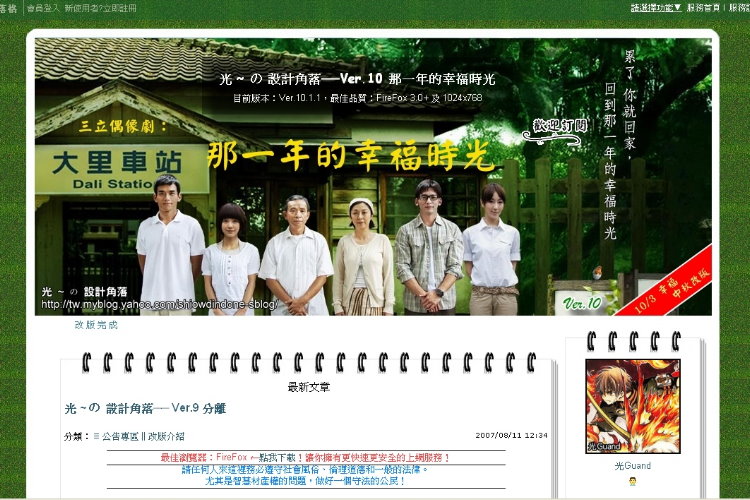 落格
會員登入 新使用者?立即註冊
請選擇功能▼ 服務首頁 | 服務說
光 ~ の 設計角落──Ver.10 那一年的幸福時光
目前版本：Ver.10.1.1，最佳品質：FireFox 3.0+ 及 1024x768
累了 你就回家，
回到那一年的幸福時光
歡迎訂閱
三立偶像劇：
那一年的幸福時光
大里車站
Dali Station
光 ~ の 設計角落
http://tw.myblog.yahoo.com/showdindone-sblog/
Ver.10
10/3 幸福
中秋改版
改版完成
最新文章
光 ~の 設計角落── Ver.9 分離
分類：≡公告專區∥改版介紹
2007/08/11 12:34
最佳瀏覽器：FireFox ←點我下載！讓你擁有更快速更安全的上網服務！
請任何人來這裡務必遵守社會風俗、倫理道德和一般的法律。
尤其是智慧材產權的問題，做好一個守法的公民！
光Guand
光Guand